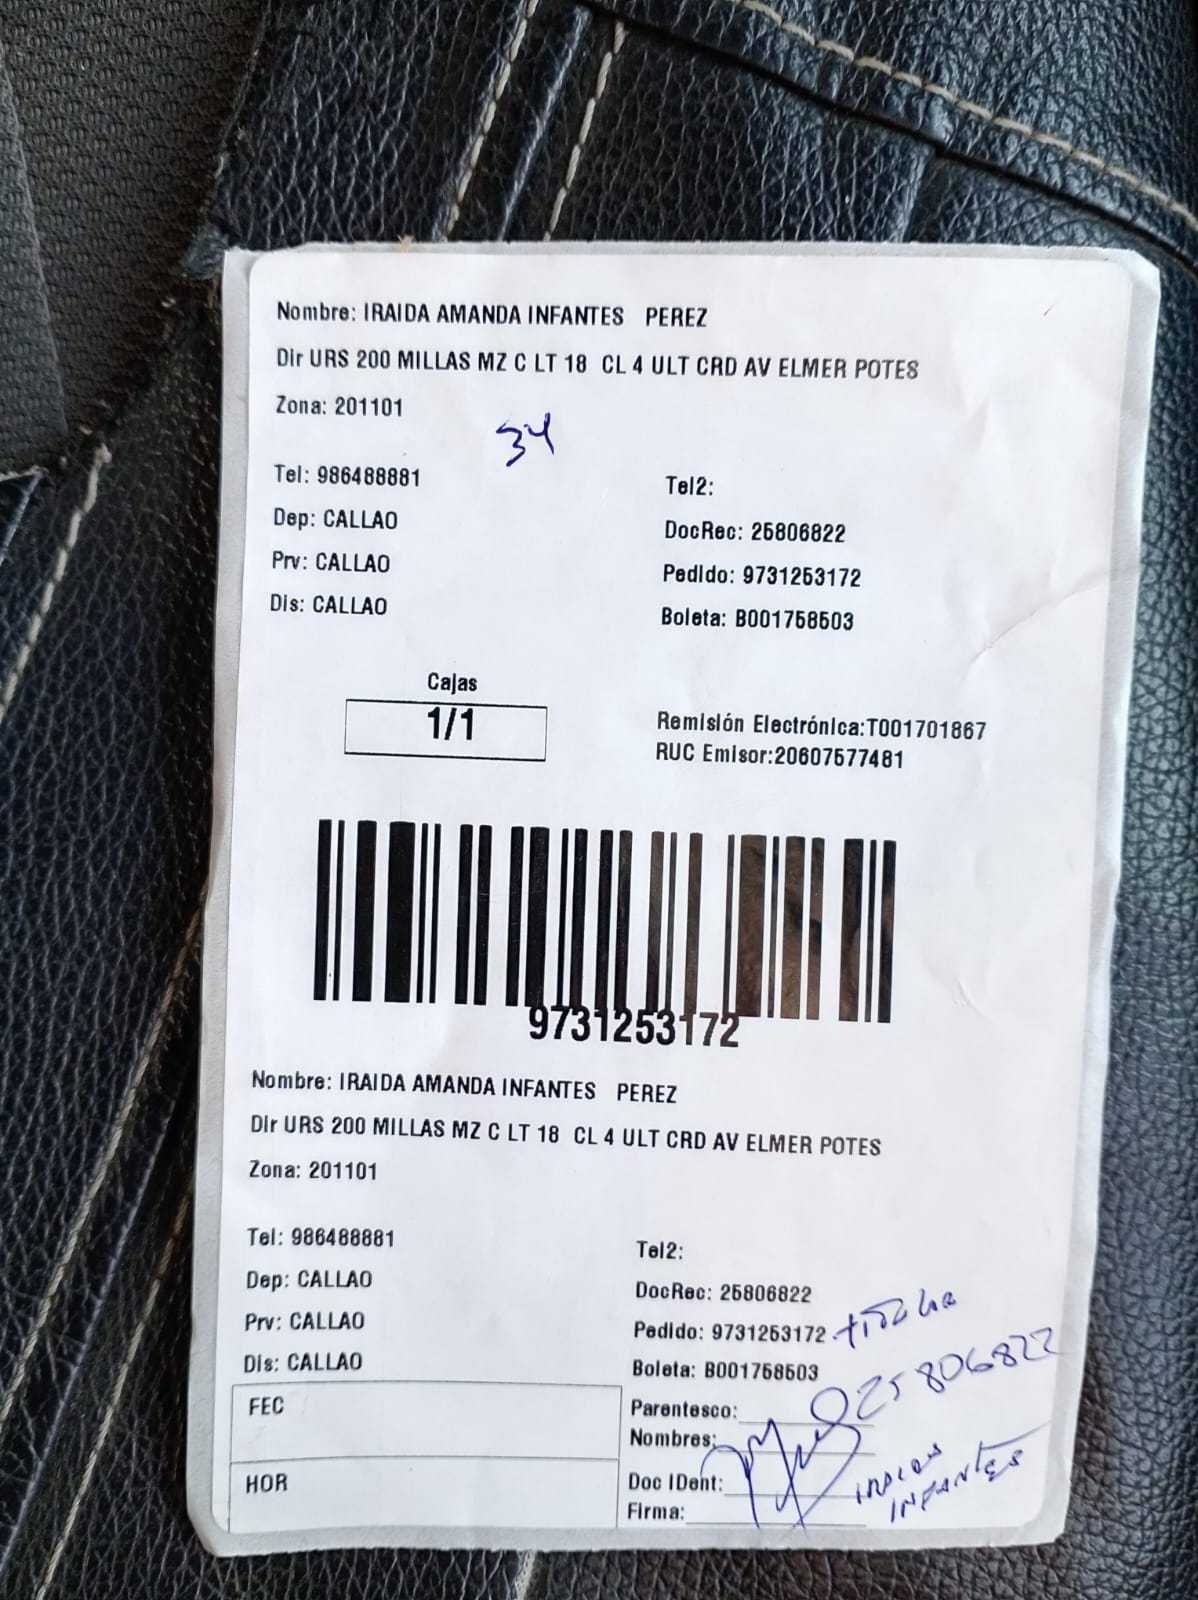 Nombre: IRAIDA AMANDA INFANTES PEREZ
Dir URS 200 MILLAS MZ C LT 18 CL 4 ULT CRD AV ELMER POTES
Zona: 201101
34
Tel: 986488881
Tel2:
Dep: CALLAO
DocRec: 25806822
Prv: CALLAO
Pedido: 9731253172
Dis: CALLAO
Boleta: B001758503
Cajas
1/1
Remisión Electrónica:T001701867
RUC Emisor:20607577481
9731253172
Nombre: IRAIDA AMANDA INFANTES PEREZ
Dir URS 200 MILLAS MZ C LT 18 CL 4 ULT CRD AV ELMER POTES
Zona: 201101
Tel: 986488881
Tel2:
Dep: CALLAO
DocRec: 25806822
Prv: CALLAO
Pedido: 9731253172
Dis: CALLAO
Boleta: B001758503
25806822
FEC
Parentesco:
Nombres:
HOR
Doc IDent:
INFANTES
Firma: